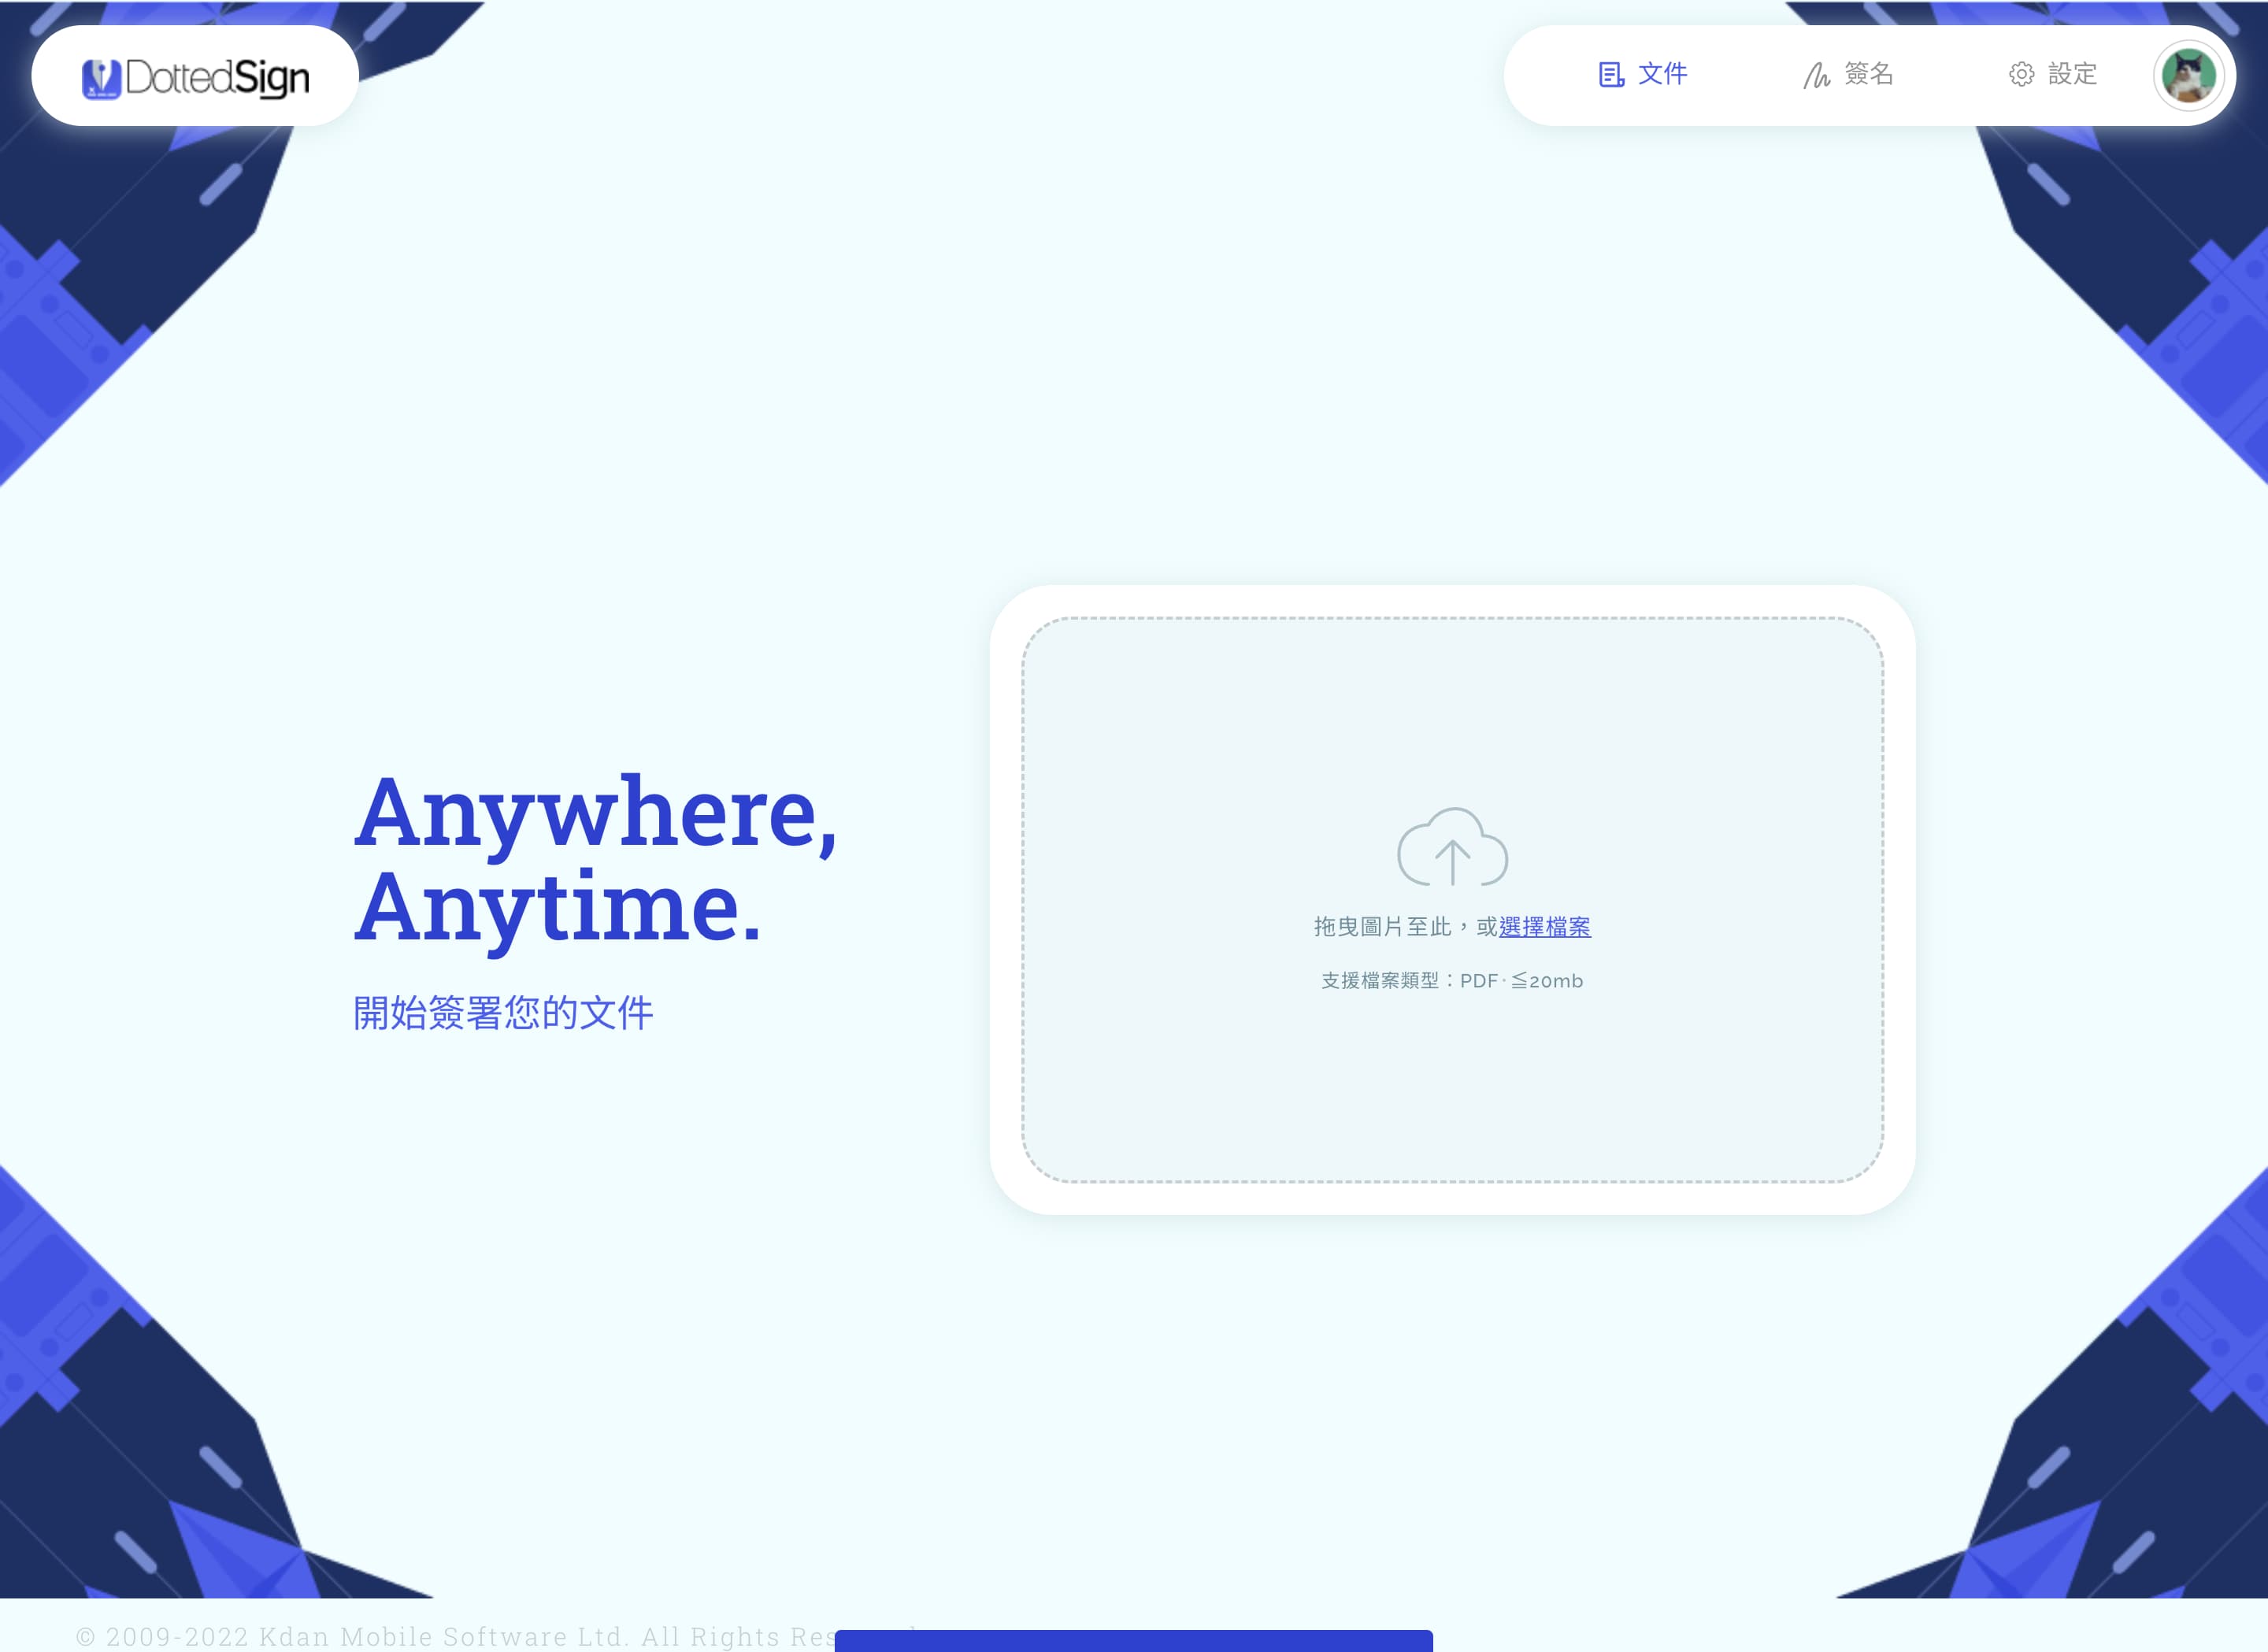 DottedSign
文件
簽名
設定
Anywhere,
Anytime.
開始簽署您的文件
拖曳圖片至此，或選擇檔案
支援檔案類型：PDF·≦20mb
© 2009-2022 Kdan Mobile Software Ltd. All Rights